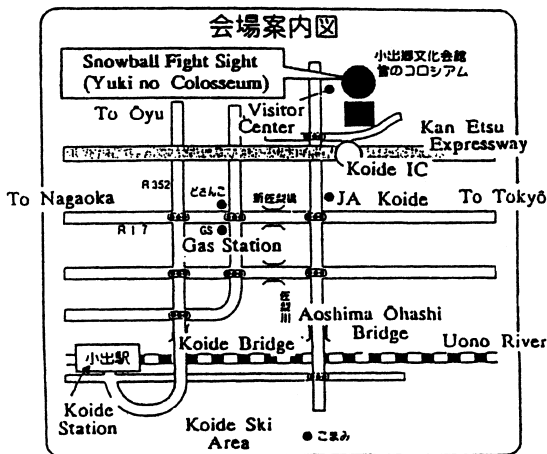 会場案内図
Snowball Fight Sight
(Yuki no Colosseum)
小出郷文化会館
雪のコロシアム
Visitor
Center
To Ôyu
Kan Etsu
Expressway
Koide IC
R352
To Nagaoka
どさんこ
新佐梨橋
JA Koide
To Tokyô
R17
GS
Gas Station
佐梨川
Aoshima Ôhashi
Bridge
Koide Bridge
Uono River
小出駅
Koide
Station
Koide Ski
Area
こまみ